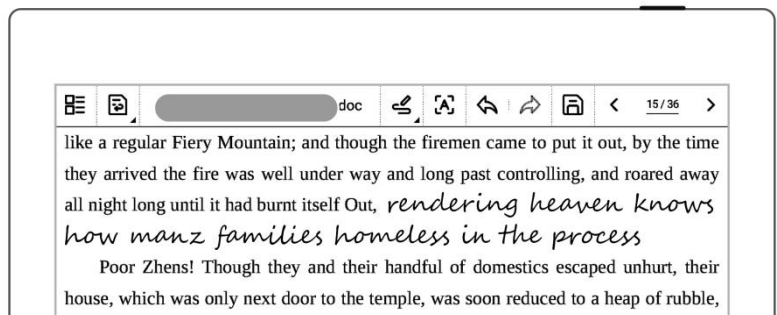 doc 15/36
like a regular Fiery Mountain; and though the firemen came to put it out, by the time
they arrived the fire was well under way and long past controlling, and roared away
all night long until it had burnt itself Out, rendering heaven knows
how manz families homeless in the process
Poor Zhens! Though they and their handful of domestics escaped unhurt, their
house, which was only next door to the temple, was soon reduced to a heap of rubble,